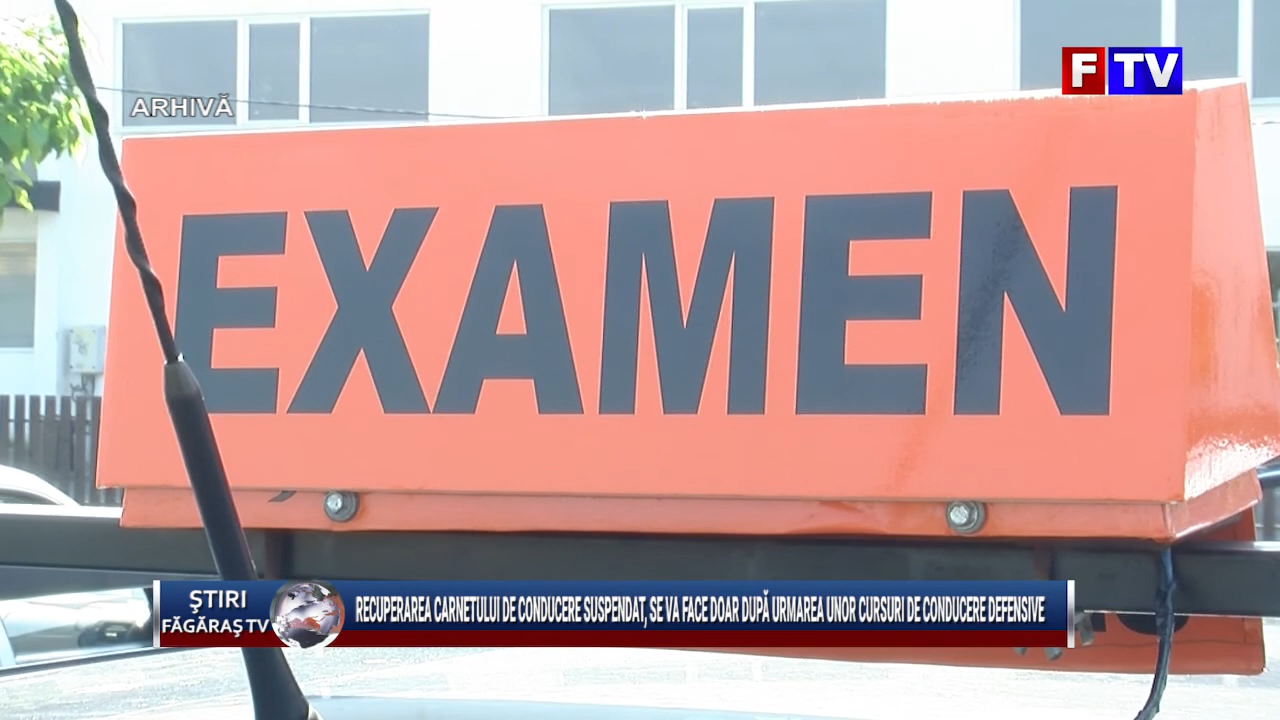 F TV
ARHIVĂ
EXAMEN
ŞTIRI
FĂGĂRAŞ TV
RECUPERAREA CARNETULUI DE CONDUCERE SUSPENDAT, SE VA FACE DOAR DUPĂ URMAREA UNOR CURSURI DE CONDUCERE DEFENSIVE